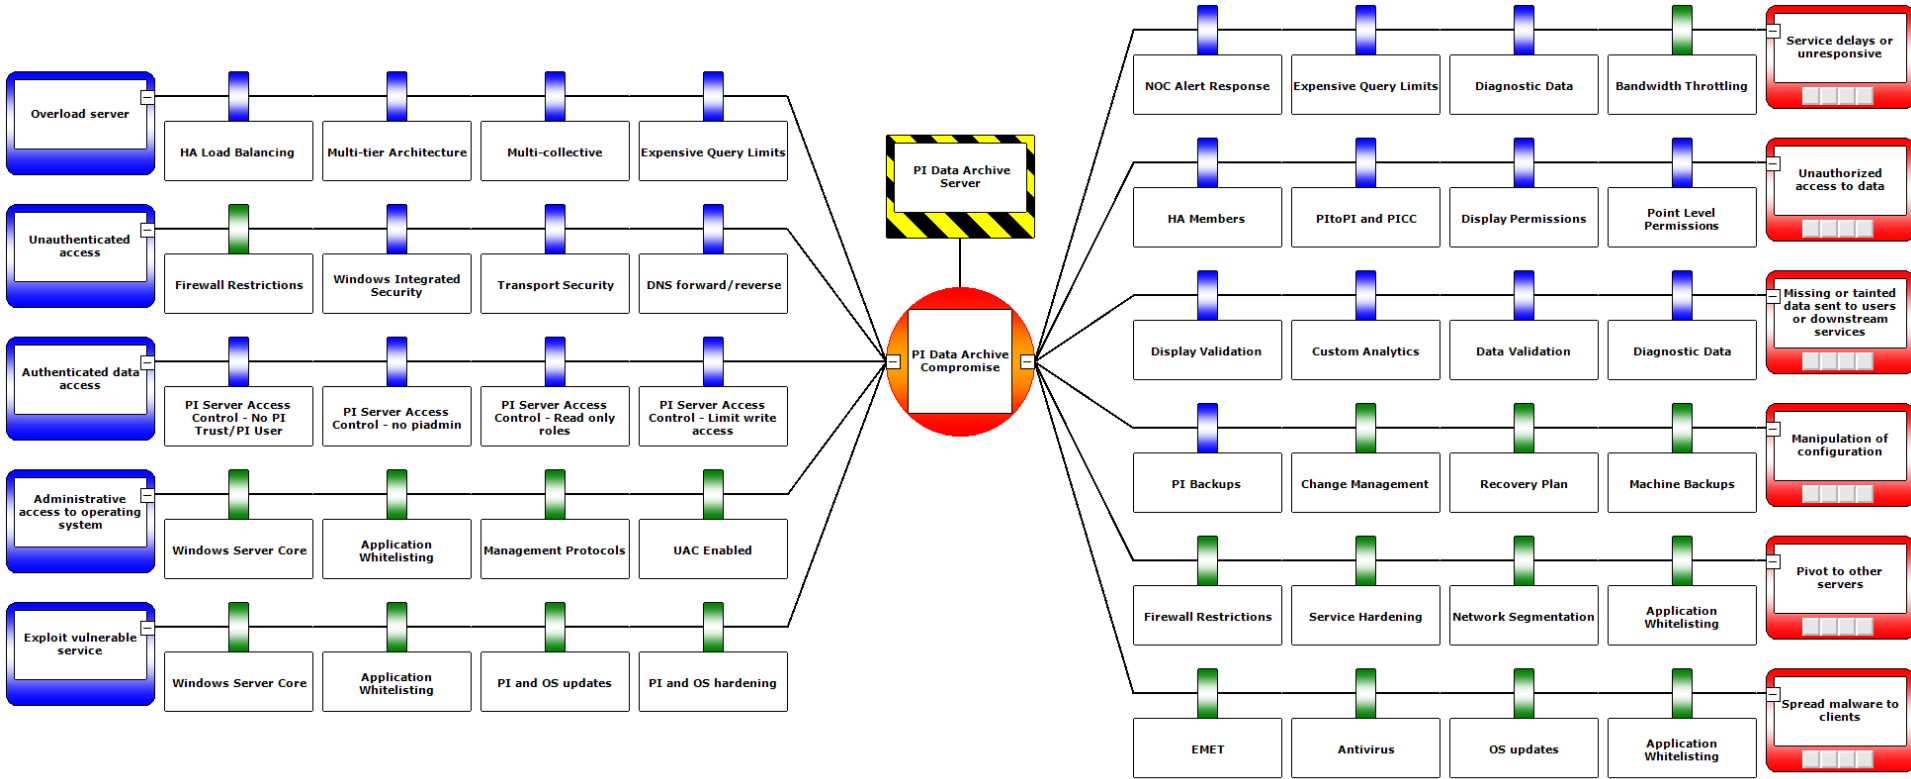 Overload server
HA Load Balancing
Multi-tier Architecture
Multi-collective
Expensive Query Limits
Unauthenticated
access
Firewall Restrictions
Windows Integrated
Security
Transport Security
DNS forward/reverse
Authenticated data
access
PI Server Access
Control - No PI
Trust/PI User
PI Server Access
Control - no piadmin
PI Server Access
Control - Read only
roles
PI Server Access
Control - Limit write
access
Administrative
access to operating
system
Windows Server Core
Application
Whitelisting
Management Protocols
UAC Enabled
Exploit vulnerable
service
Windows Server Core
Application
Whitelisting
PI and OS updates
PI and OS hardening
PI Data Archive
Server
PI Data Archive
Compromise
NOC Alert Response
Expensive Query Limits
Diagnostic Data
Bandwidth Throttling
Service delays or
unresponsive
HA Members
PItoPI and PICC
Display Permissions
Point Level
Permissions
Unauthorized
access to data
Display Validation
Custom Analytics
Data Validation
Diagnostic Data
Missing or tainted
data sent to users
or downstream
services
PI Backups
Change Management
Recovery Plan
Machine Backups
Manipulation of
configuration
Firewall Restrictions
Service Hardening
Network Segmentation
Application
Whitelisting
Pivot to other
servers
EMET
Antivirus
OS updates
Application
Whitelisting
Spread malware to
clients